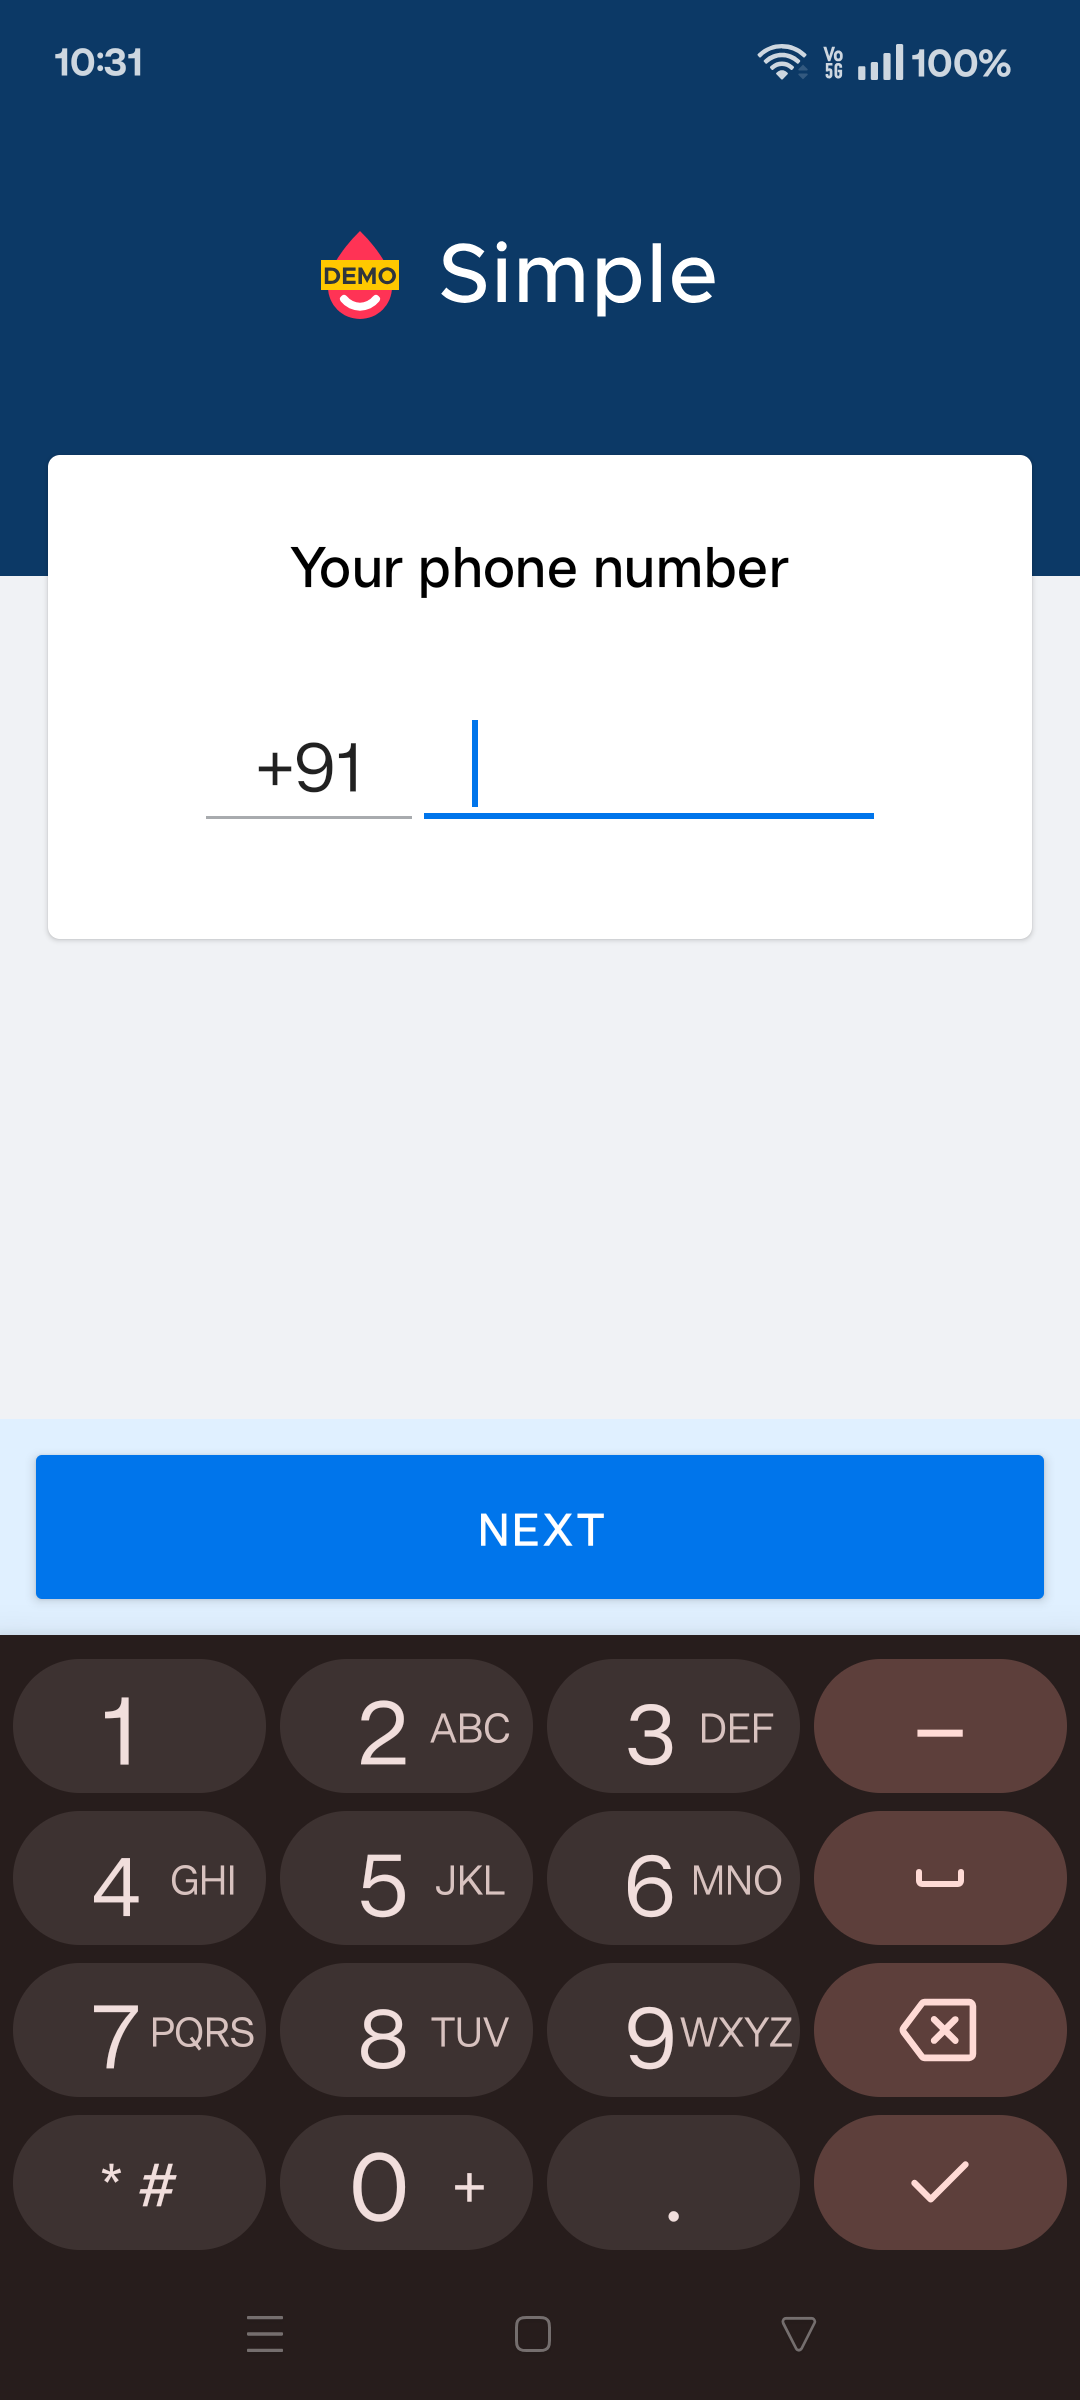 10:31 Vo 5G 100%
DEMO Simple
Your phone number
+91
NEXT
1 2 ABC 3 DEF –
4 GHI 5 JKL 6 MNO
7 PQRS 8 TUV 9 WXYZ
* # 0 + .